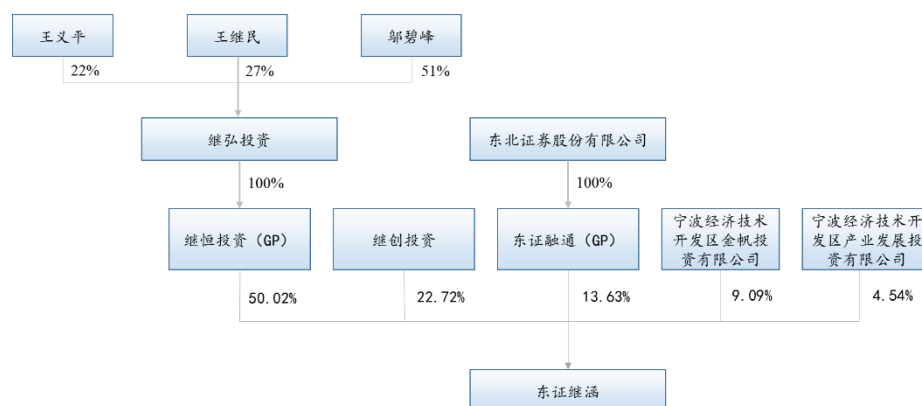 王义平
王继民
邬碧峰
22%
27%
51%
继弘投资
东北证券股份有限公司
100%
100%
继恒投资（GP）
继创投资
东证融通（GP）
宁波经济技术
开发区金帆投
资有限公司
宁波经济技术开
发区产业发展投
资有限公司
50.02%
22.72%
13.63%
9.09%
4.54%
东证继涵